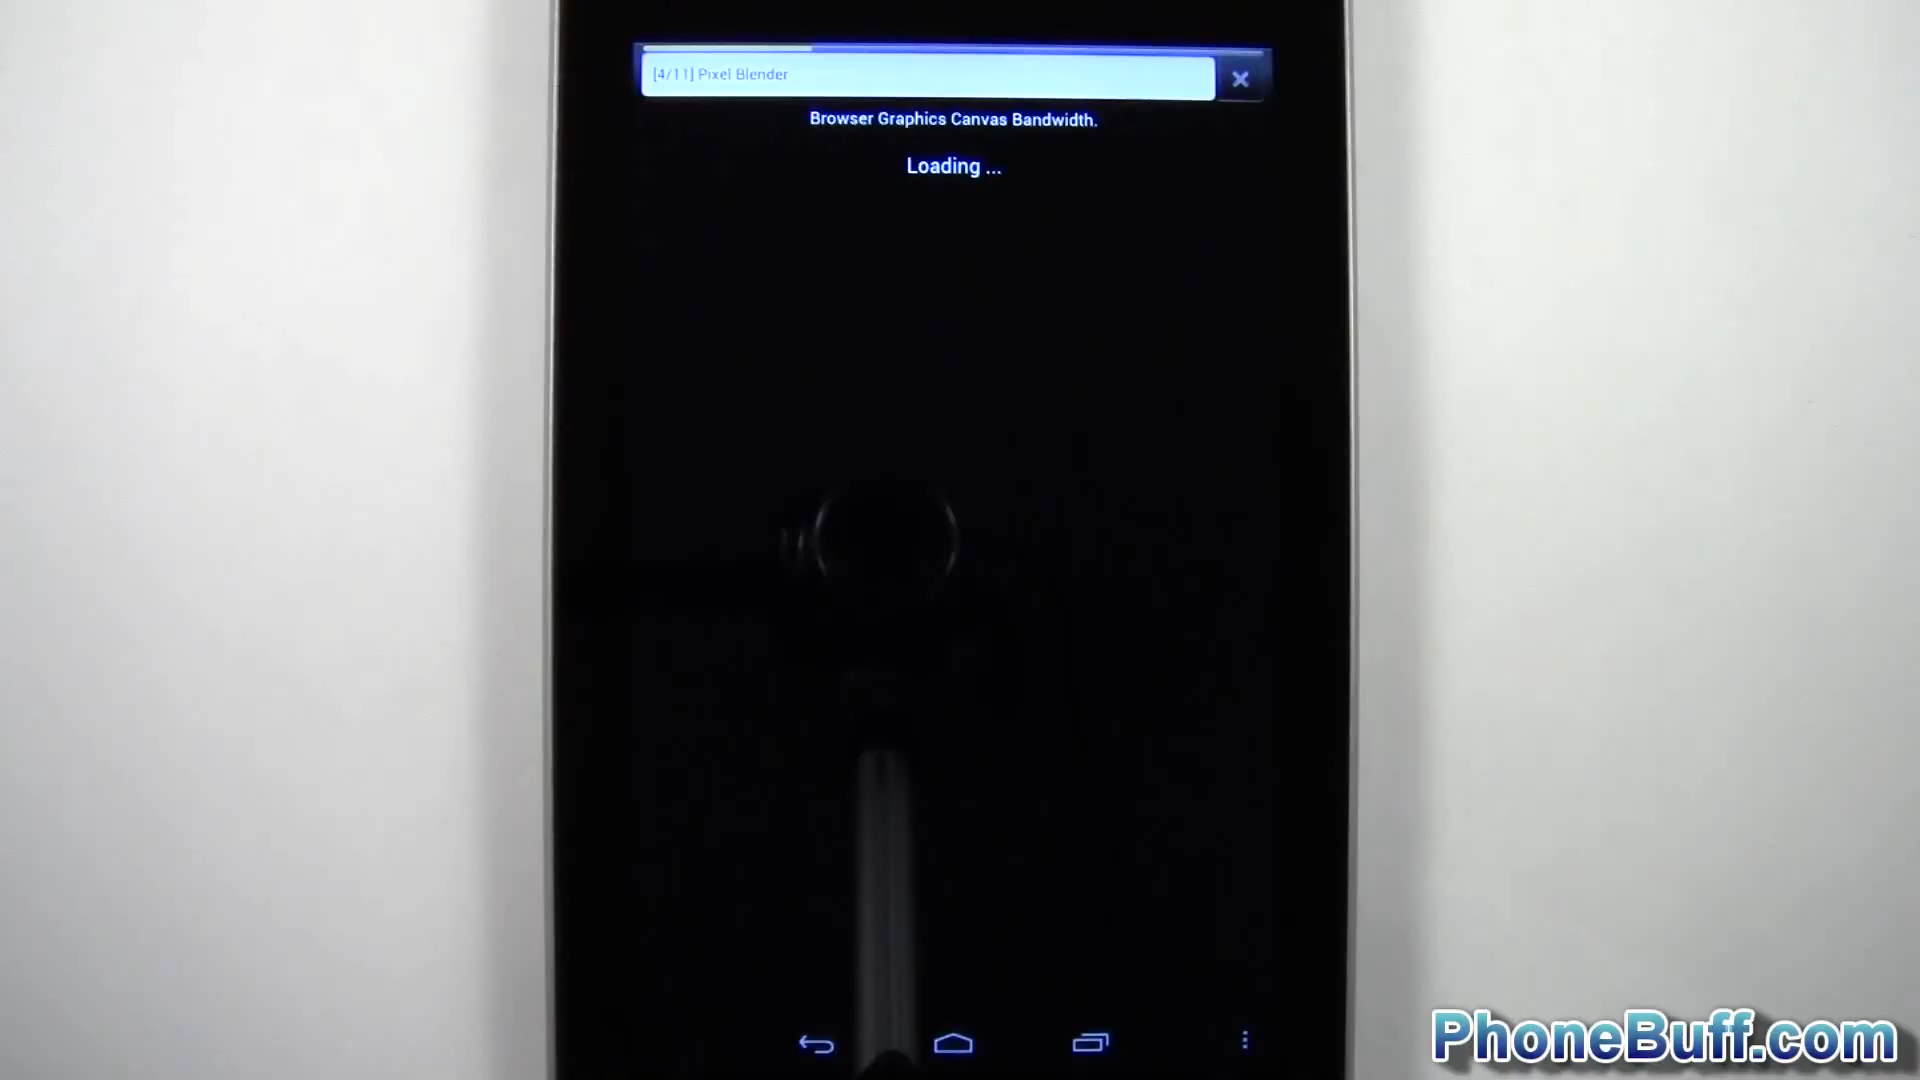 [4/11] Pixel Blender
Browser Graphics Canvas Bandwidth.
Loading ...
PhoneBuff.com